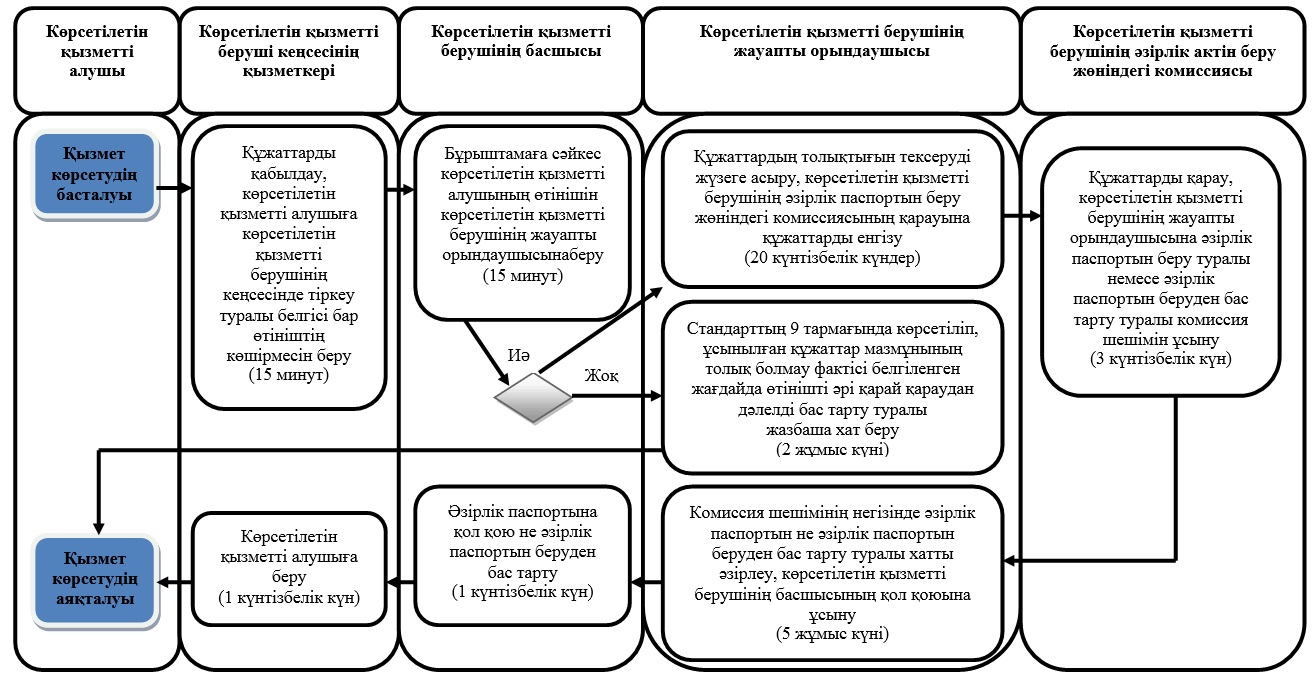 Көрсетілетін
қызметті
алушы
Көрсетілетін қызметті
беруші кеңсесінің
қызметкері
Көрсетілетін қызметті
берушінің басшысы
Көрсетілетін қызметті берушінің
жауапты орындаушысы
Көрсетілетін қызметті
берушінің әзірлік актін беру
жөніндегі комиссиясы
Қызмет
көрсетудің
басталуы
Құжаттарды
қабылдау,
көрсетілетін
қызметті алушыға
көрсетілетін
қызметті
берушінің
кеңсесінде тіркеу
туралы белгісі бар
өтініштің
көшірмесін беру
(15 минут)
Бұрыштамаға сәйкес
көрсетілетін қызметті
алушының өтінішін
көрсетілетін қызметті
берушінің жауапты
орындаушысынаберу
(15 минут)
Құжаттардың толықтығын тексеруді
жүзеге асыру, көрсетілетін қызметті
берушінің әзірлік паспортын беру
жөніндегі комиссиясының қарауына
құжаттарды енгізу
(20 күнтізбелік күндер)
Құжаттарды қарау,
көрсетілетін қызметті
берушінің жауапты
орындаушысына әзірлік
паспортын беру туралы
немесе әзірлік
паспортын беруден бас
тарту туралы комиссия
шешімін ұсыну
(3 күнтізбелік күн)
Иә
Жоқ
Стандарттың 9 тармағында көрсетіліп,
ұсынылған құжаттар мазмұнының
толық болмау фактісі белгіленген
жағдайда өтінішті әрі қарай қараудан
дәлелді бас тарту туралы
жазбаша хат беру
(2 жұмыс күні)
Қызмет
көрсетудің
аяқталуы
Көрсетілетін
қызметті алушыға
беру
(1 күнтізбелік күн)
Әзірлік паспортына
қол қою не әзірлік
паспортын беруден
бас тарту
(1 күнтізбелік күн)
Комиссия шешімінің негізінде әзірлік
паспортын не әзірлік паспортын
беруден бас тарту туралы хатты
әзірлеу, көрсетілетін қызметті
берушінің басшысының қол қоюына
ұсыну
(5 жұмыс күні)